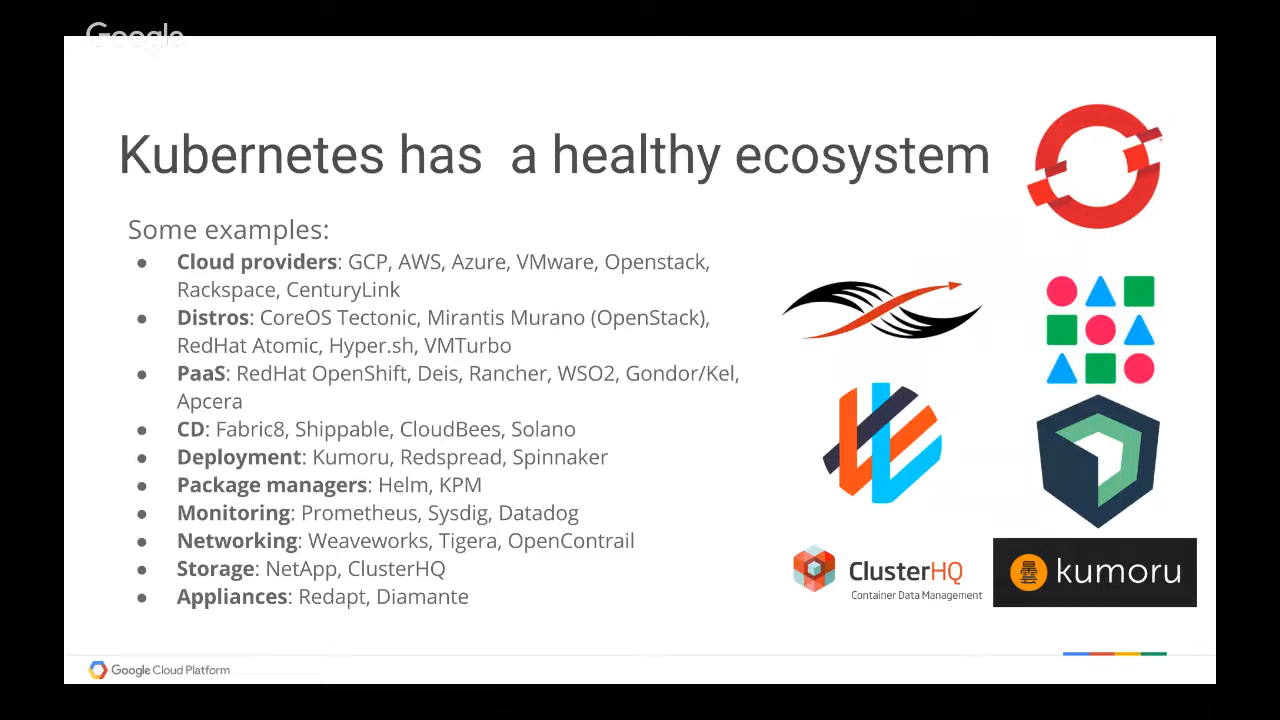 Google
Kubernetes has a healthy ecosystem
Some examples:
● Cloud providers: GCP, AWS, Azure, VMware, Openstack,
Rackspace, CenturyLink
● Distros: CoreOS Tectonic, Mirantis Murano (OpenStack),
RedHat Atomic, Hyper.sh, VMTurbo
● PaaS: RedHat OpenShift, Deis, Rancher, WSO2, Gondor/Kel,
Apcera
● CD: Fabric8, Shippable, CloudBees, Solano
● Deployment: Kumoru, Redspread, Spinnaker
● Package managers: Helm, KPM
● Monitoring: Prometheus, Sysdig, Datadog
● Networking: Weaveworks, Tigera, OpenContrail
● Storage: NetApp, ClusterHQ
● Appliances: Redapt, Diamante
ClusterHQ
Container Data Management
kumoru
Google Cloud Platform